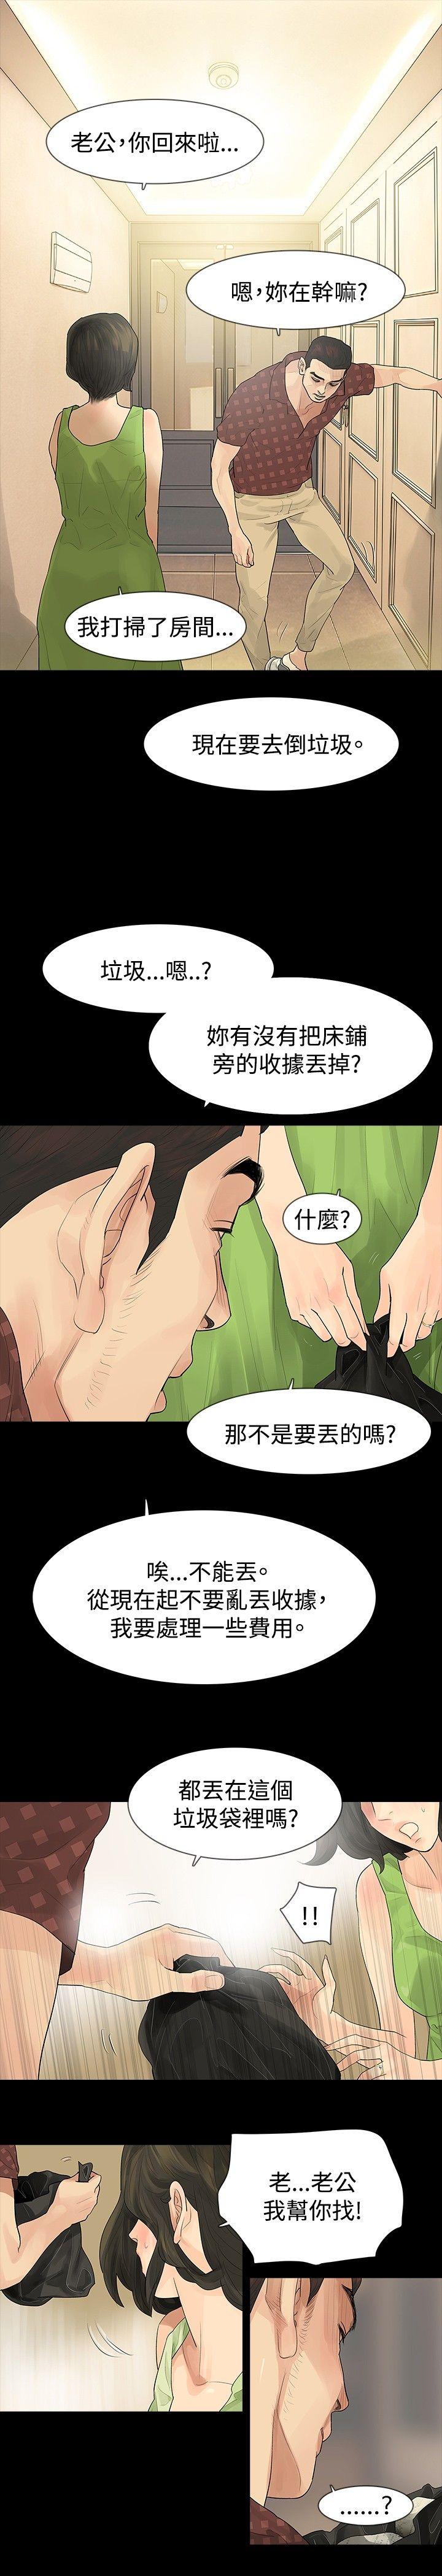 老公，你回來啦...
嗯，妳在幹嘛？
我打掃了房間...
現在要去倒垃圾。
垃圾...嗯..?
妳有沒有把床鋪
旁的收據丟掉?
什麼?
那不是要丟的嗎?
唉...不能丟。
從現在起不要亂丟收據，
我要處理一些費用。
都丟在這個
垃圾袋裡嗎?
!!
老...老公
我幫你找!
......?